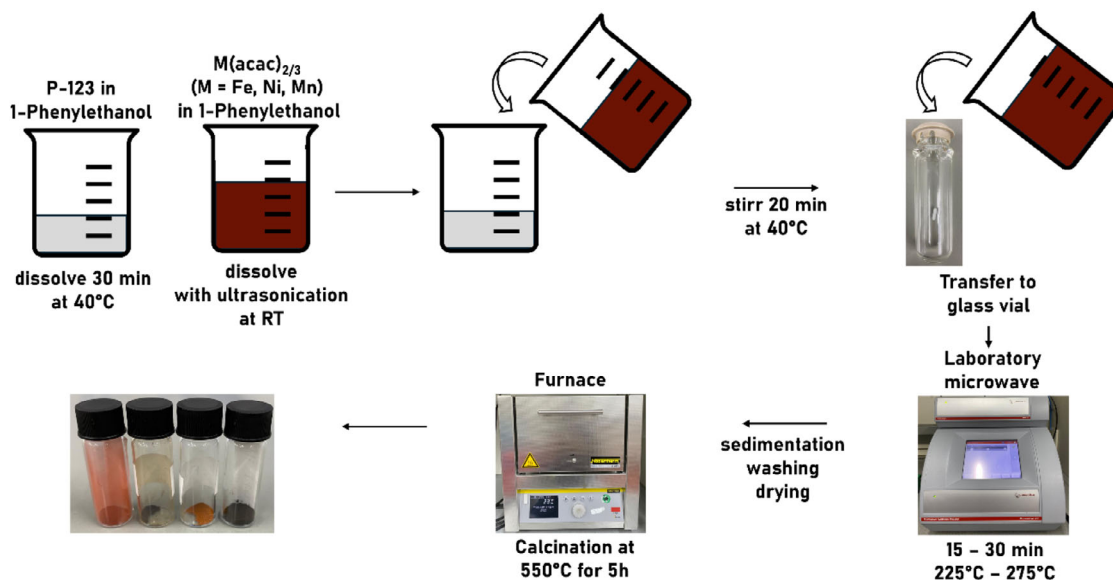 P-123 in
1-Phenylethanol
dissolve 30 min
at 40°C
M(acac)2/3
(M = Fe, Ni, Mn)
in 1-Phenylethanol
dissolve
with ultrasonication
at RT
stirr 20 min
at 40°C
Transfer to
glass vial
Laboratory
microwave
15 – 30 min
225°C – 275°C
sedimentation
washing
drying
Furnace
Calcination at
550°C for 5h